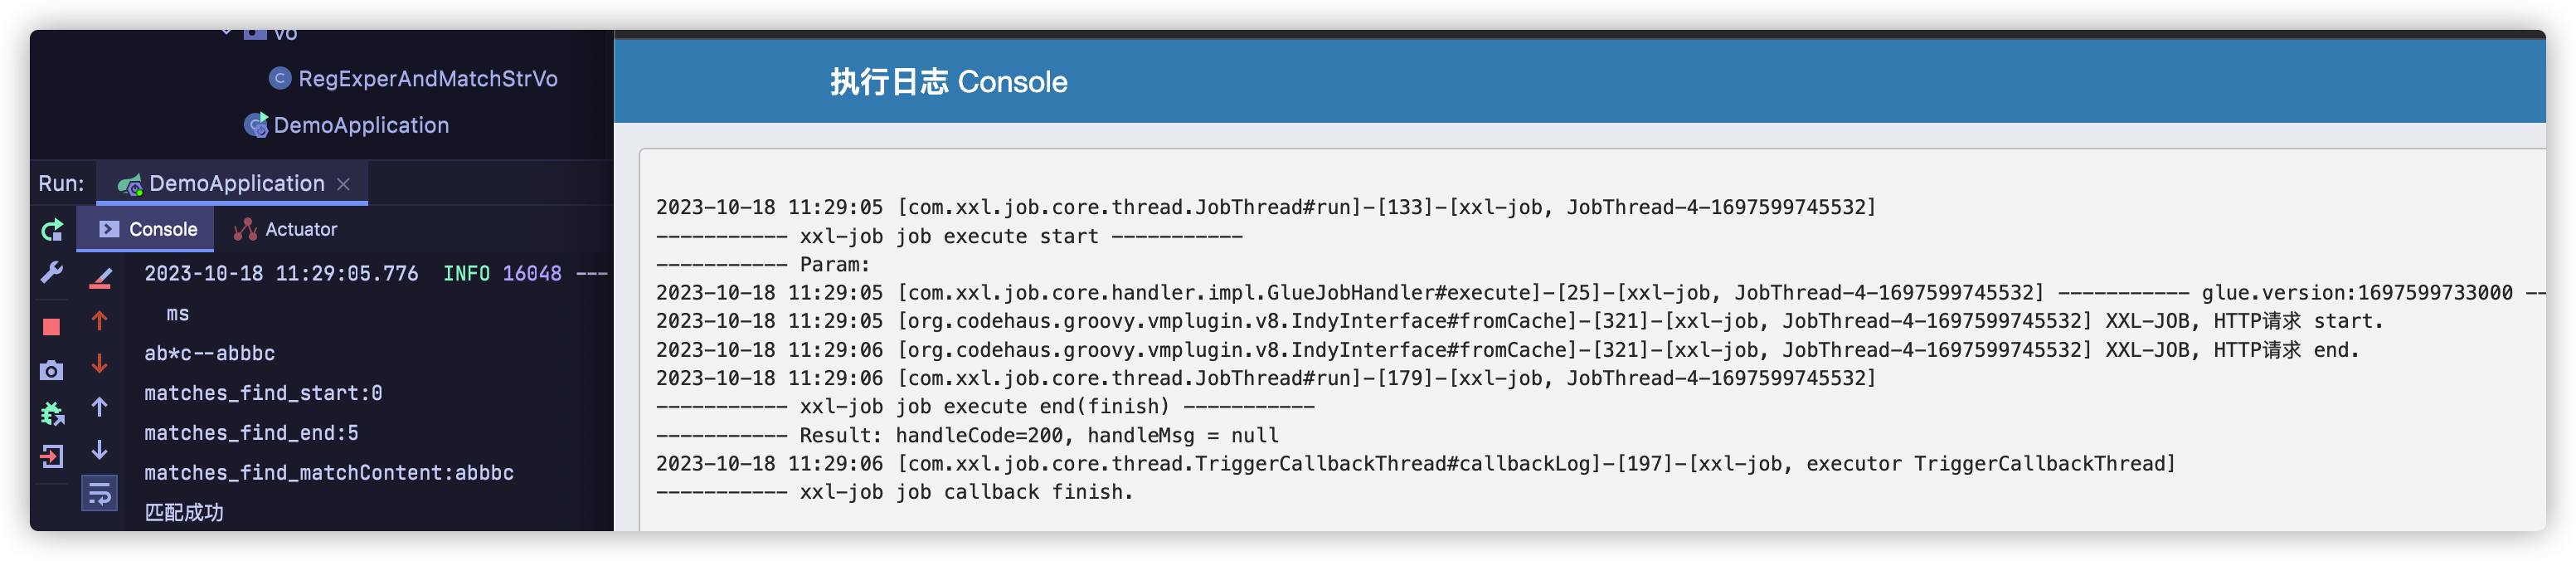 vo
RegExperAndMatchStrVo
DemoApplication
Run: DemoApplication
Console Actuator
2023-10-18 11:29:05.776 INFO 16048 ---
ms
ab*c--abbbc
matches_find_start:0
matches_find_end:5
matches_find_matchContent:abbbc
匹配成功
执行日志 Console
2023-10-18 11:29:05 [com.xxl.job.core.thread.JobThread#run]-[133]-[xxl-job, JobThread-4-1697599745532]
----------- xxl-job job execute start -----------
----------- Param:
2023-10-18 11:29:05 [com.xxl.job.core.handler.impl.GlueJobHandler#execute]-[25]-[xxl-job, JobThread-4-1697599745532] ----------- glue.version:1697599733000 --
2023-10-18 11:29:05 [org.codehaus.groovy.vmplugin.v8.IndyInterface#fromCache]-[321]-[xxl-job, JobThread-4-1697599745532] XXL-JOB, HTTP请求 start.
2023-10-18 11:29:06 [org.codehaus.groovy.vmplugin.v8.IndyInterface#fromCache]-[321]-[xxl-job, JobThread-4-1697599745532] XXL-JOB, HTTP请求 end.
2023-10-18 11:29:06 [com.xxl.job.core.thread.JobThread#run]-[179]-[xxl-job, JobThread-4-1697599745532]
----------- xxl-job job execute end(finish) -----------
----------- Result: handleCode=200, handleMsg = null
2023-10-18 11:29:06 [com.xxl.job.core.thread.TriggerCallbackThread#callbackLog]-[197]-[xxl-job, executor TriggerCallbackThread]
----------- xxl-job job callback finish.